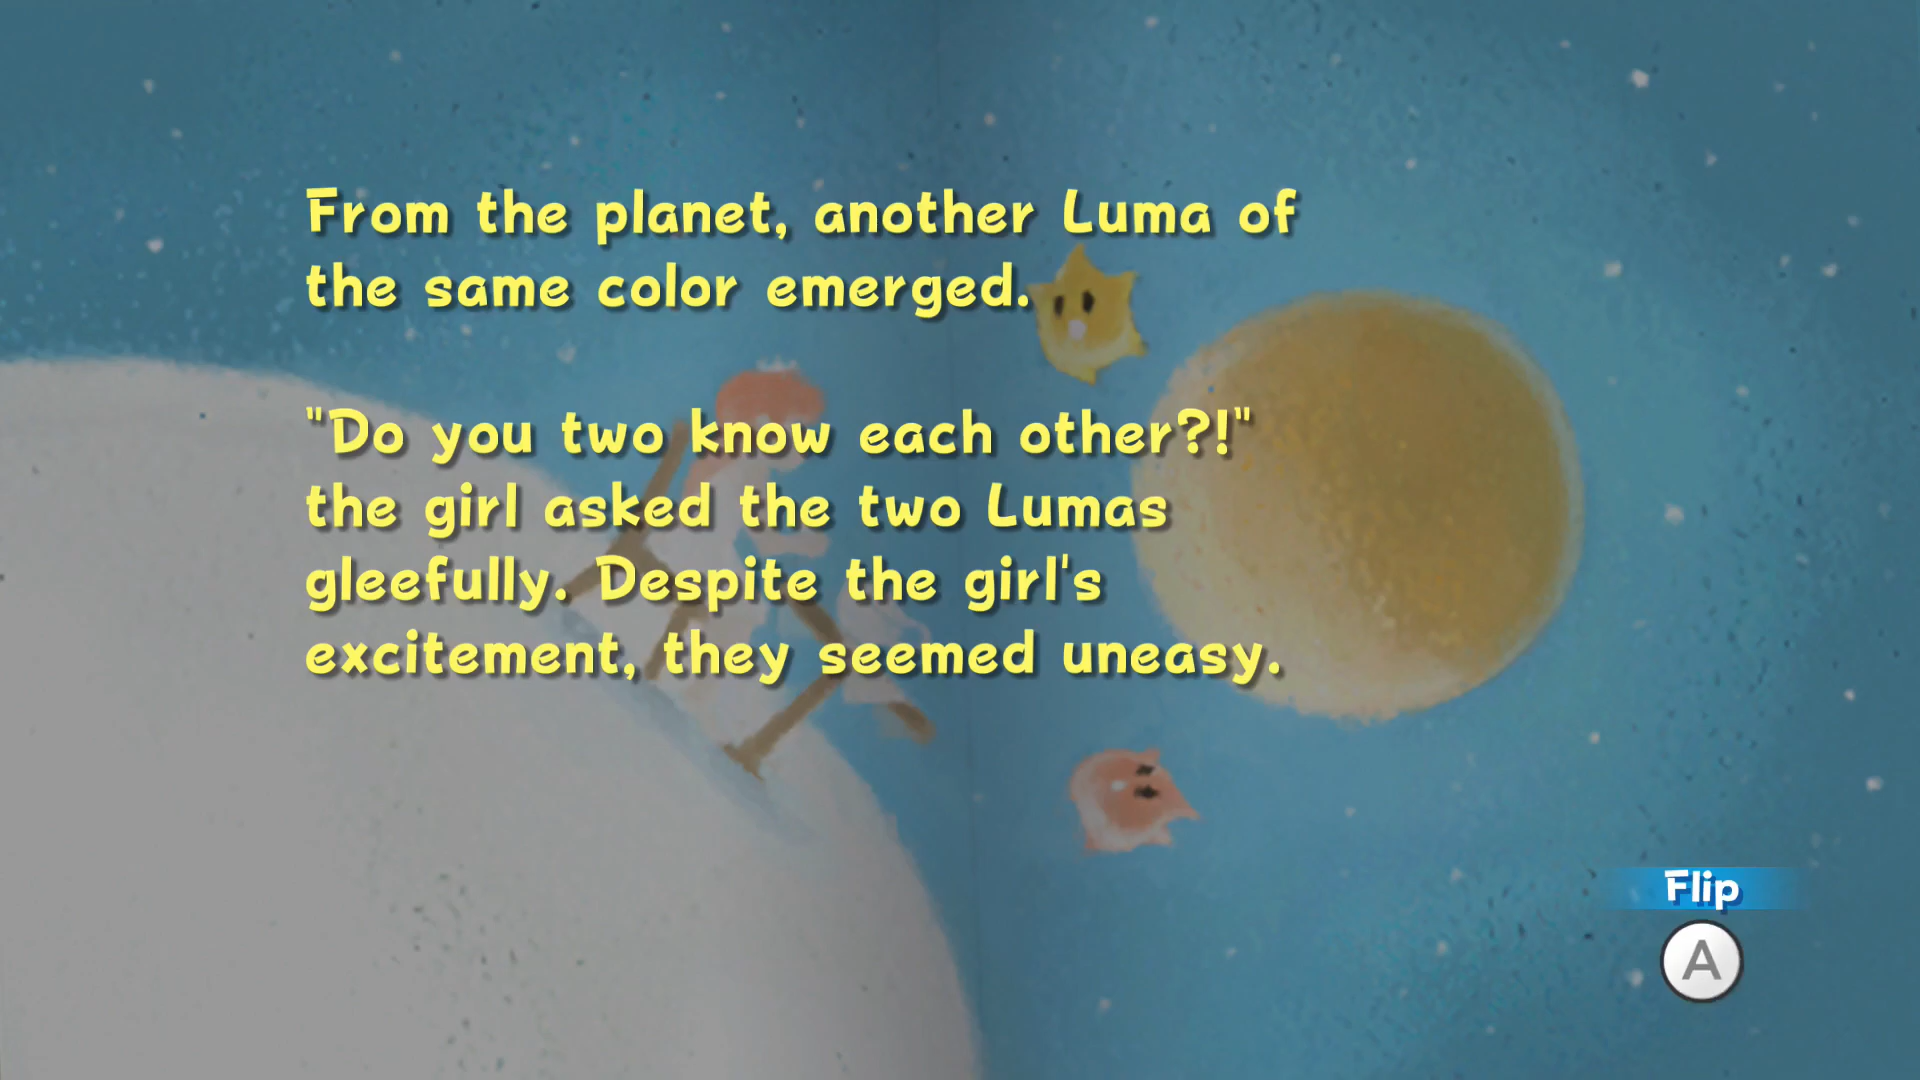 From the planet, another Luma of
the same color emerged.
"Do you two know each other?!"
the girl asked the two Lumas
gleefully. Despite the girl's
excitement, they seemed uneasy.
Flip
A